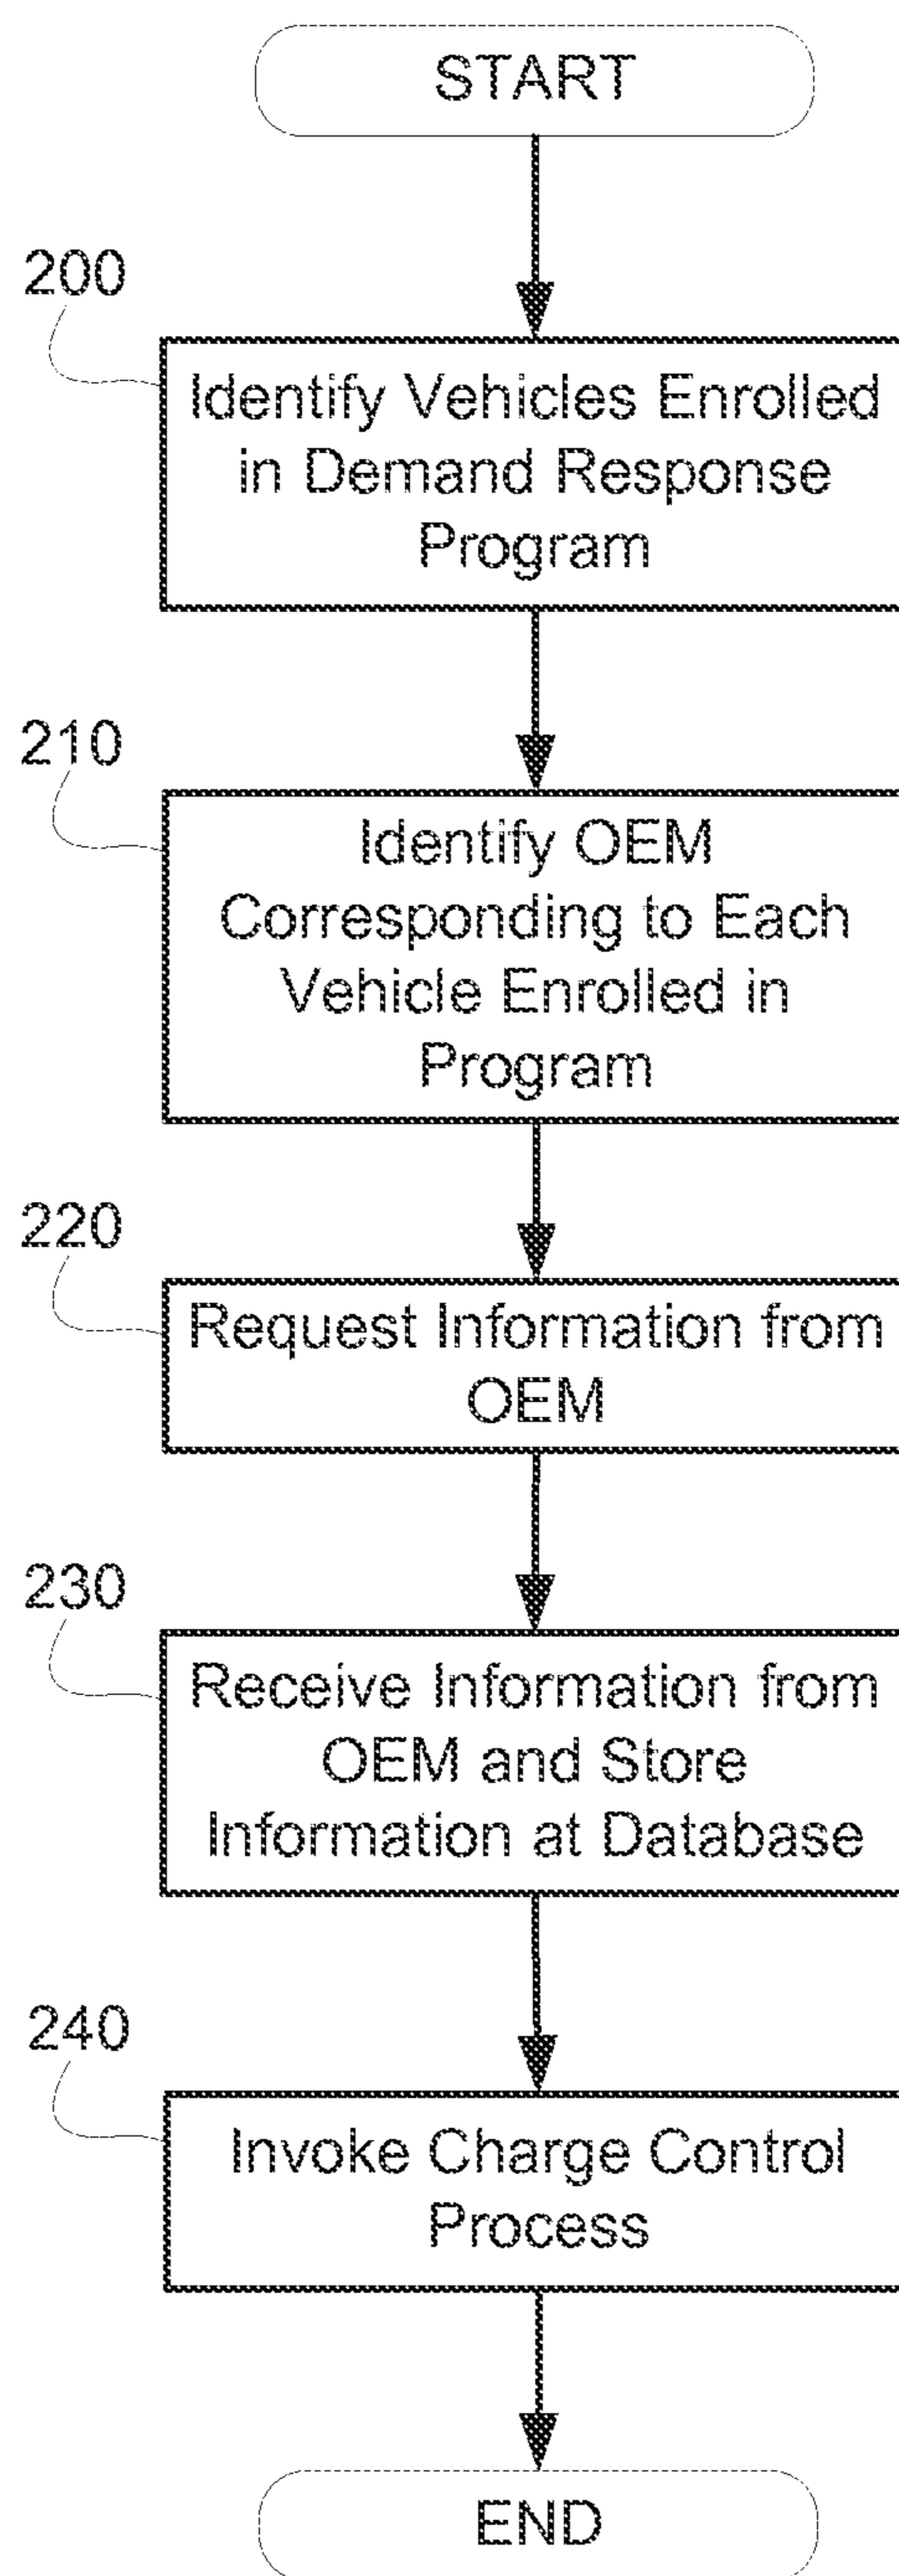 START
200
Identify Vehicles Enrolled
in Demand Response
Program
210
Identify OEM
Corresponding to Each
Vehicle Enrolled in
Program
220
Request Information from
OEM
230
Receive Information from
OEM and Store
Information at Database
240
Invoke Charge Control
Process
END